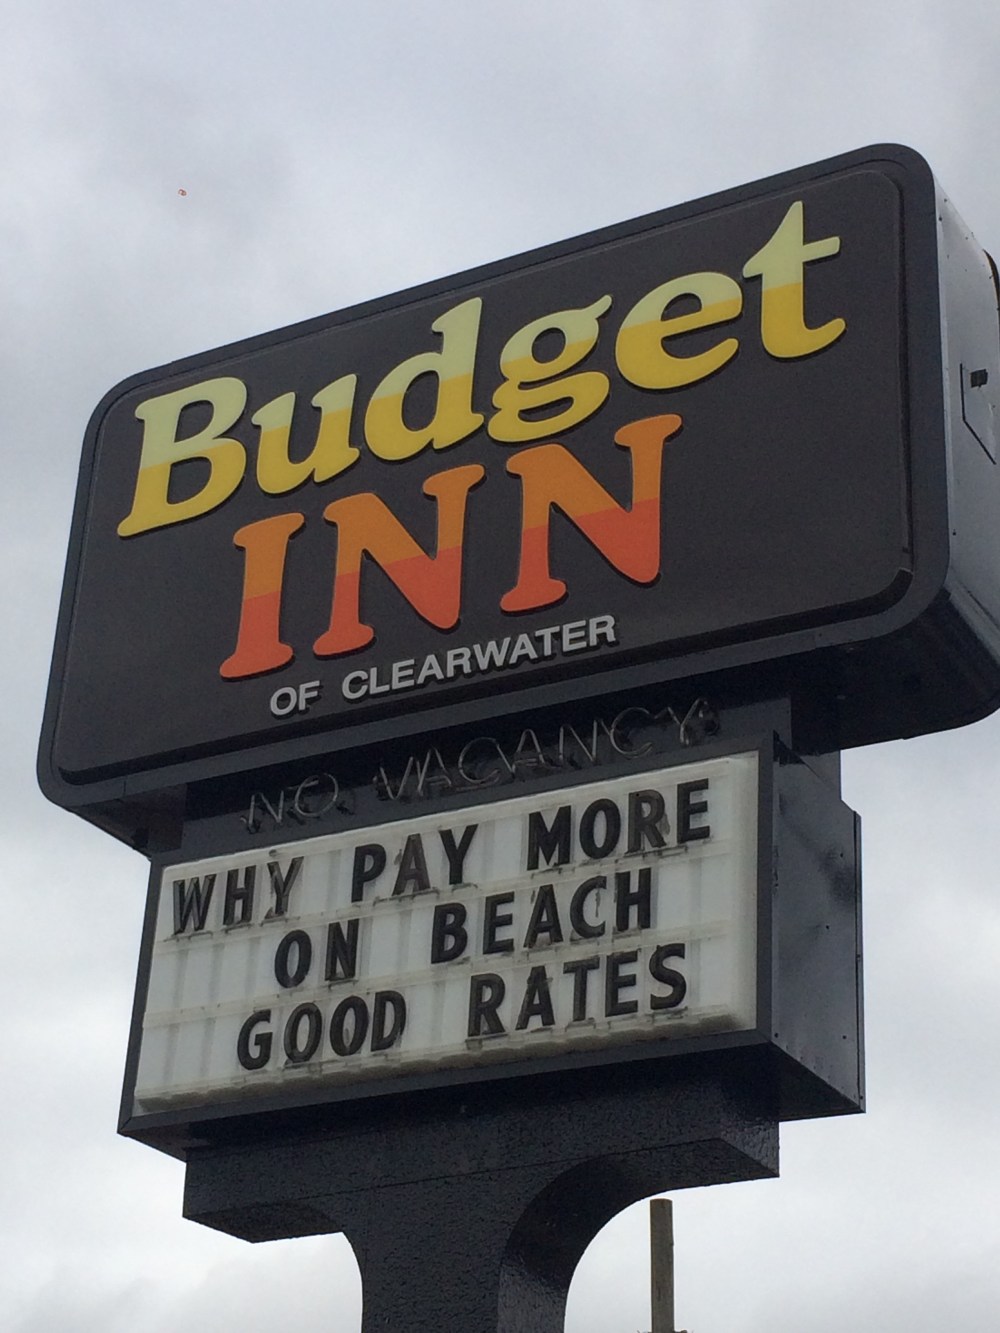 Budget
INN
OF CLEARWATER
NO VACANCY
WHY PAY MORE
ON BEACH
GOOD RATES